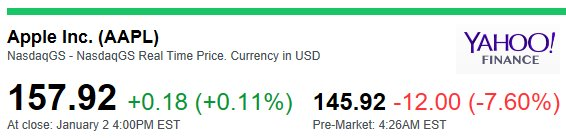 Apple Inc. (AAPL)
NasdaqGS - NasdaqGS Real Time Price. Currency in USD
YAHOO!
FINANCE
157.92 +0.18 (+0.11%) 145.92 -12.00 (-7.60%)
At close: January 2 4:00PM EST Pre-Market: 4:26AM EST